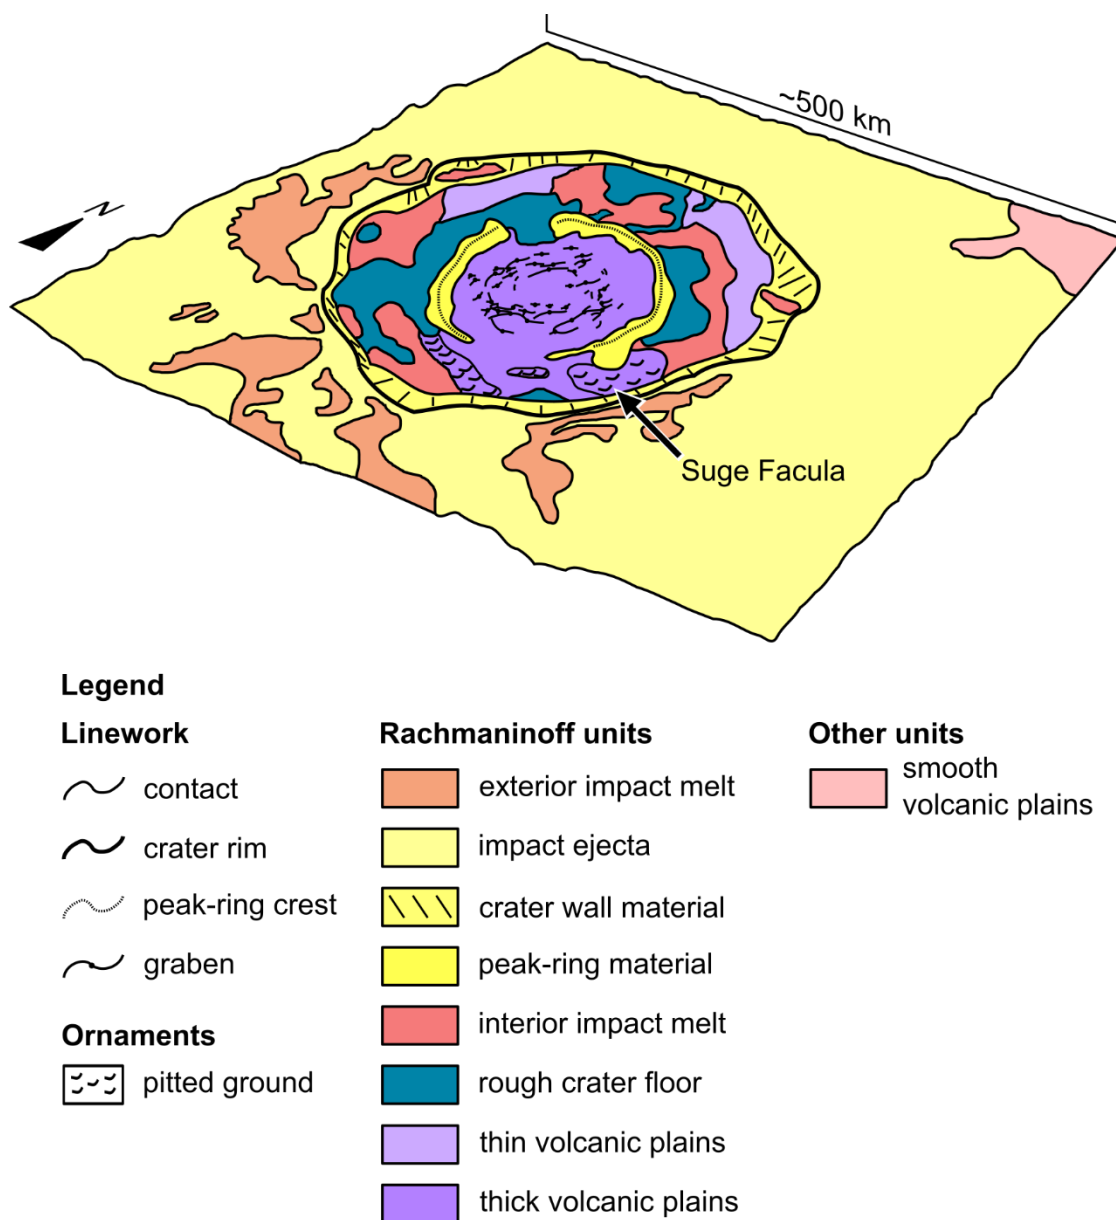 ~500 km
N
Suge Facula
Legend
Linework
contact
crater rim
peak-ring crest
graben
Ornaments
pitted ground
Rachmaninoff units
exterior impact melt
impact ejecta
crater wall material
peak-ring material
interior impact melt
rough crater floor
thin volcanic plains
thick volcanic plains
Other units
smooth
volcanic plains